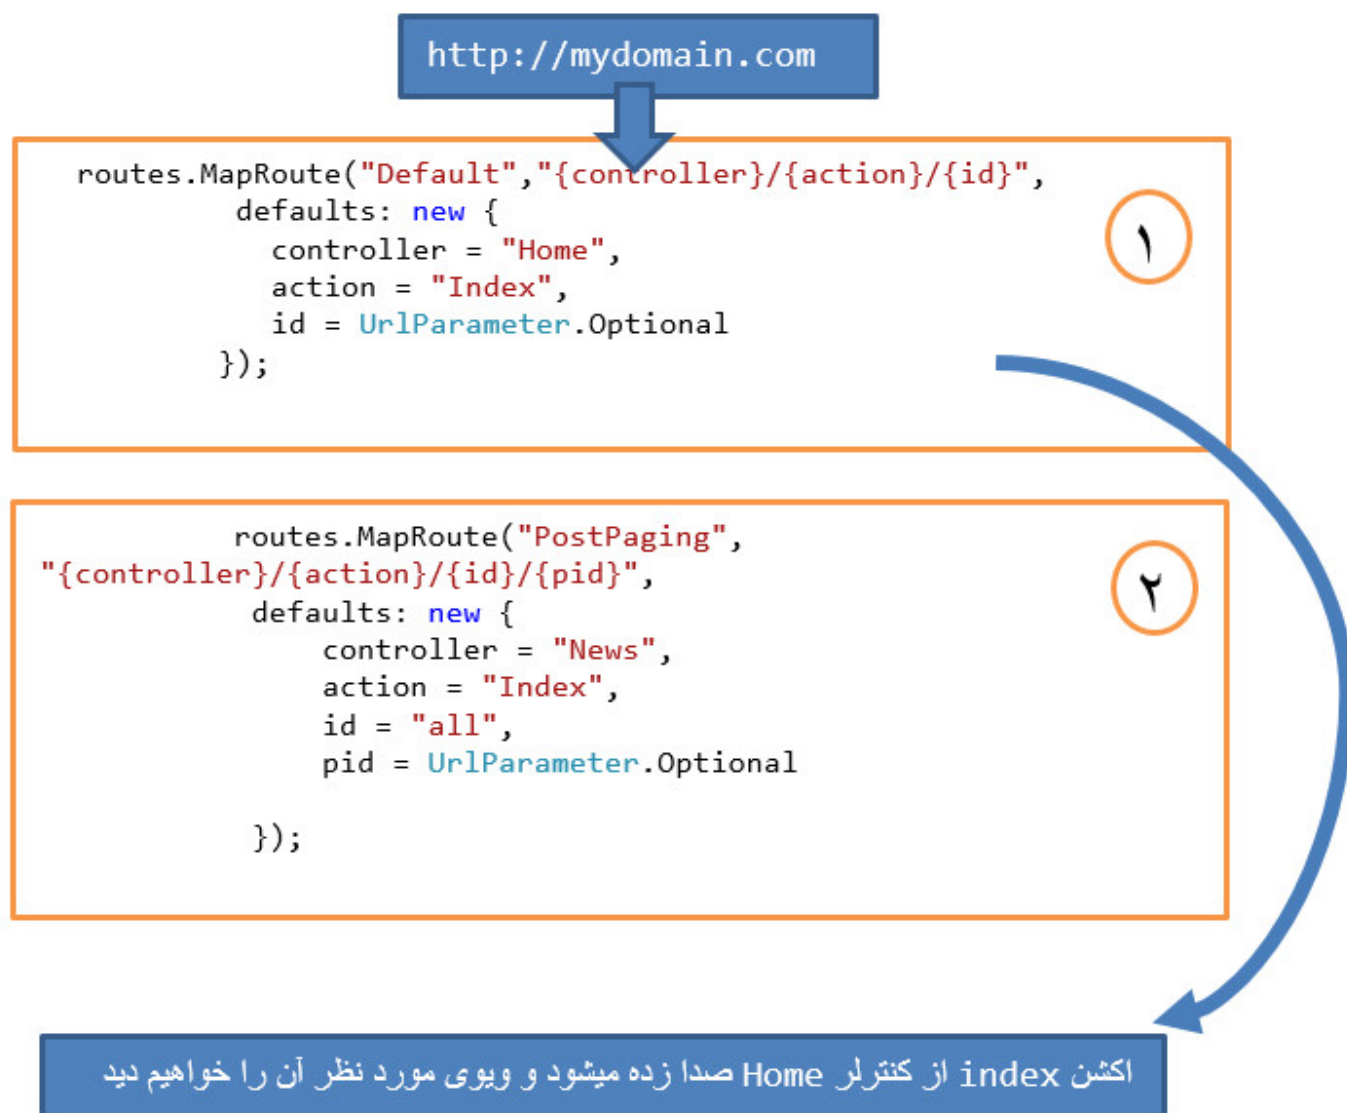 http://mydomain.com
routes.MapRoute("Default","{controller}/{action}/{id}",
defaults: new {
controller = "Home",
action = "Index",
id = UrlParameter.Optional
});
۱
routes.MapRoute("PostPaging",
"{controller}/{action}/{id}/{pid}",
defaults: new {
controller = "News",
action = "Index",
id = "all",
pid = UrlParameter.Optional
});
۲
اکشن index از کنترلر Home صدا زده میشود و ویوی مورد نظر آن را خواهیم دید